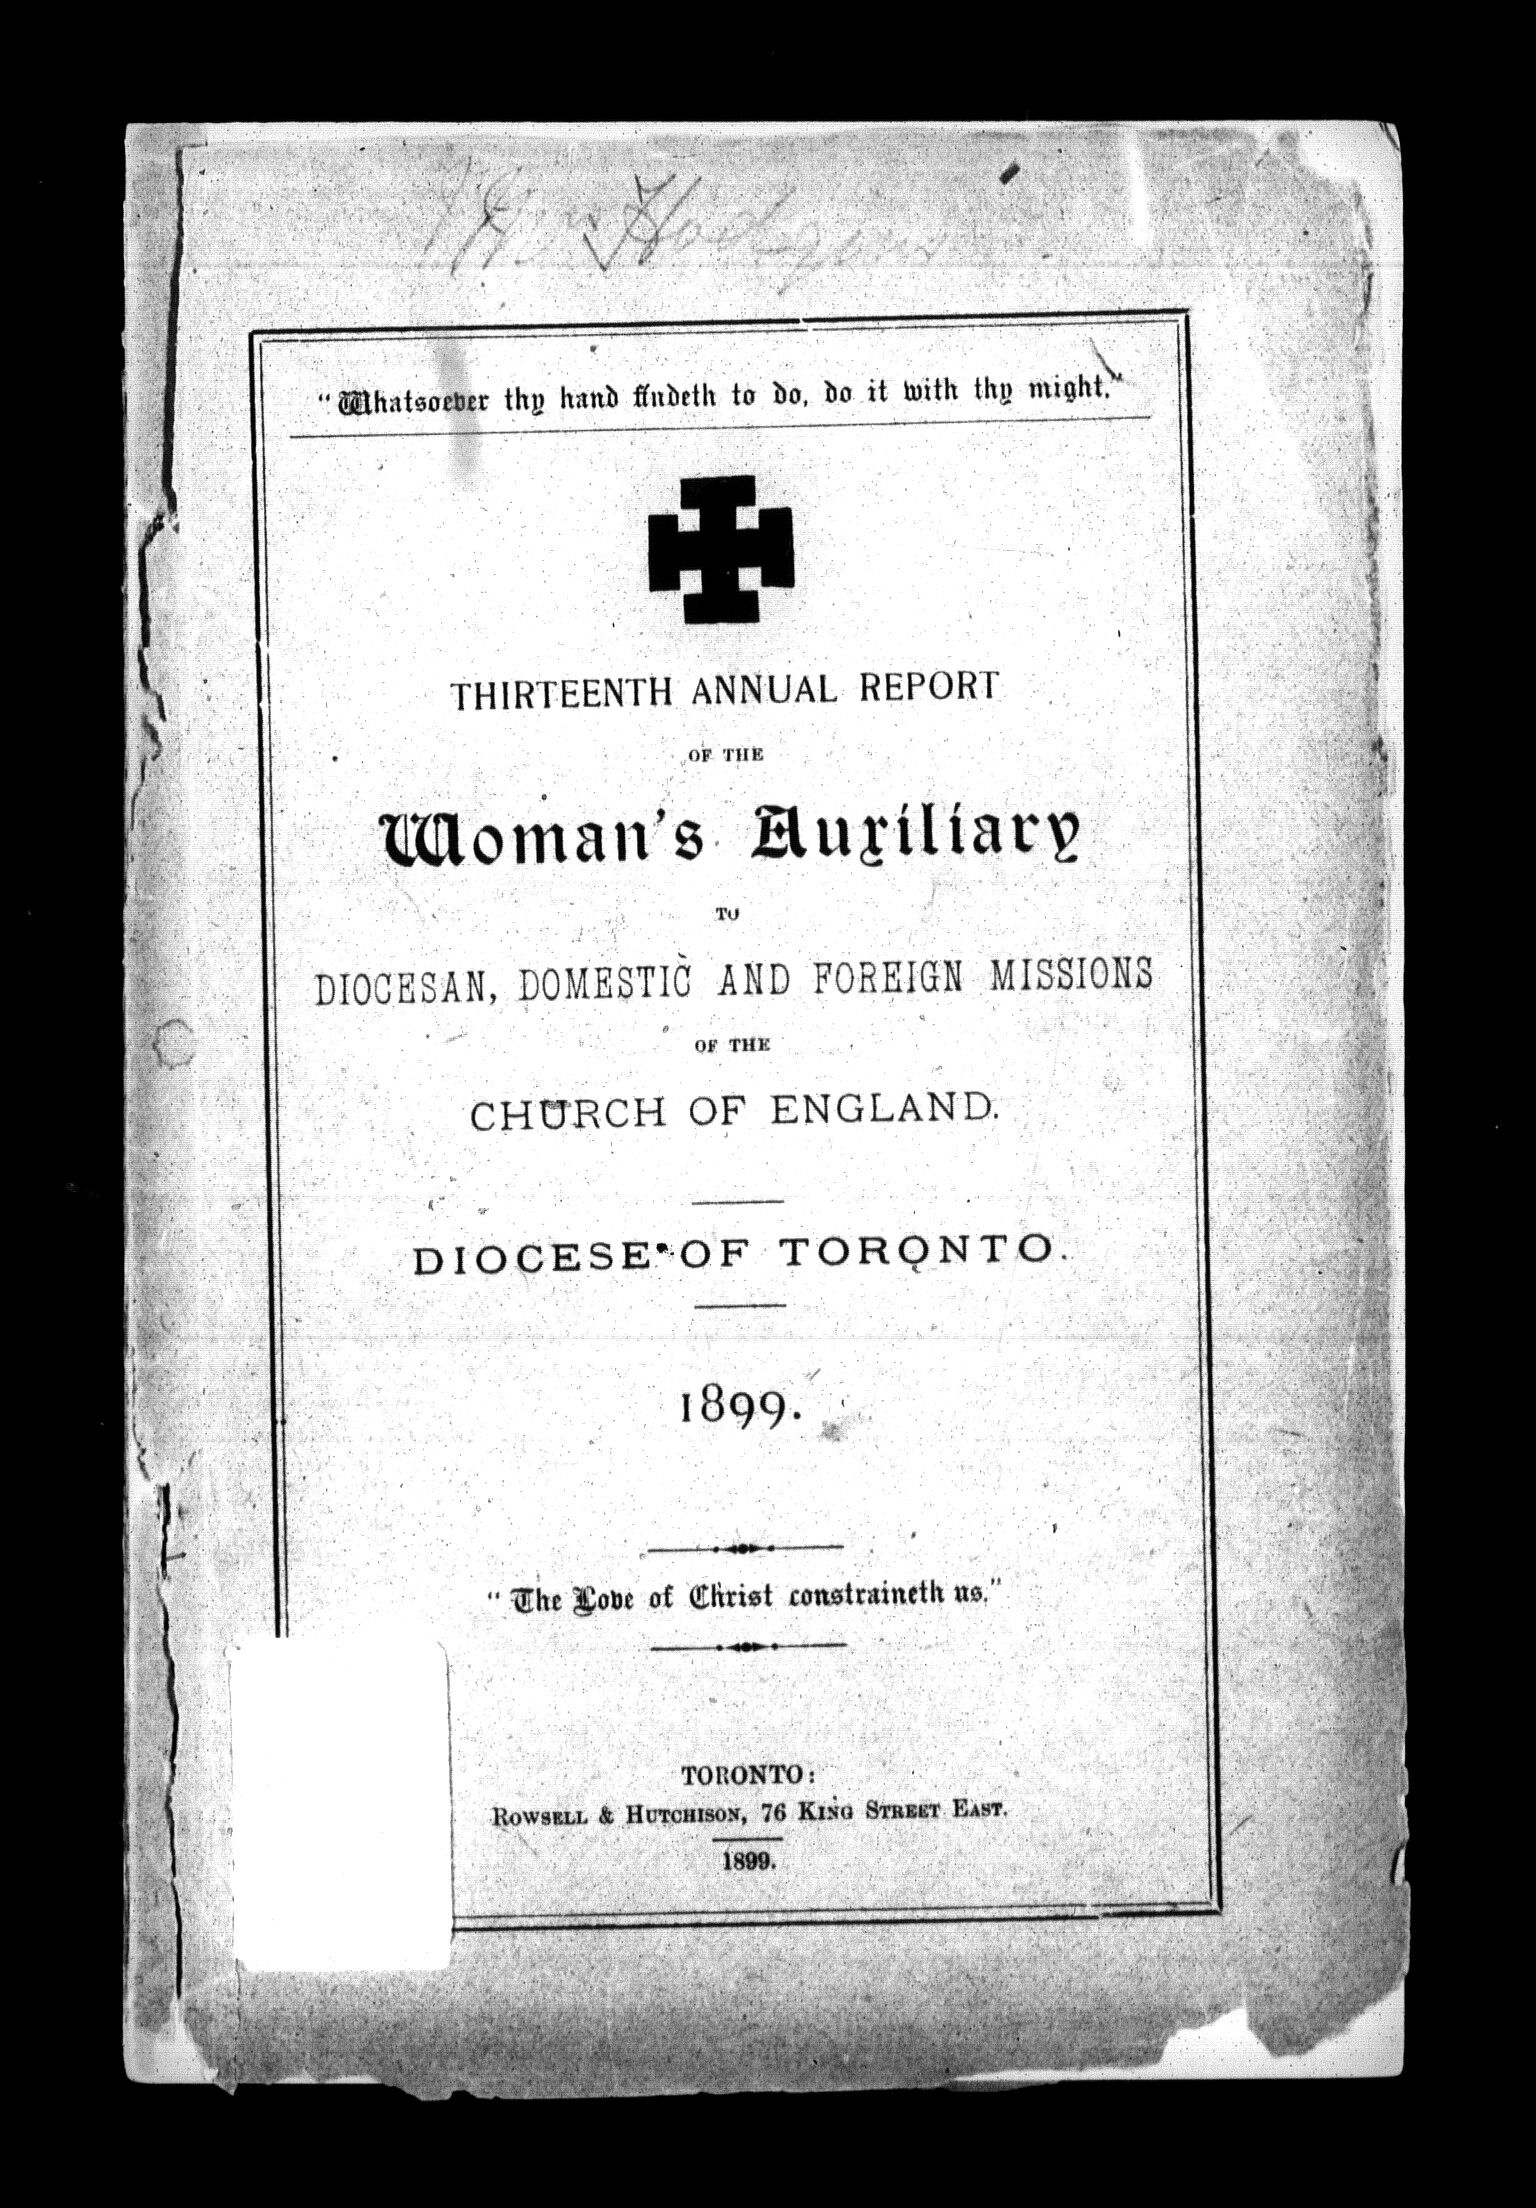 Hodgins
"Whatsoever thy hand findeth to do, do it with thy might."
THIRTEENTH ANNUAL REPORT
OF THE
Woman's Auxiliary
TO
DIOCESAN, DOMESTIC AND FOREIGN MISSIONS
OF THE
CHURCH OF ENGLAND.
DIOCESE OF TORONTO.
1899.
"The Love of Christ constraineth us."
TORONTO:
ROWSELL & HUTCHISON, 76 KING STREET EAST.
1899.